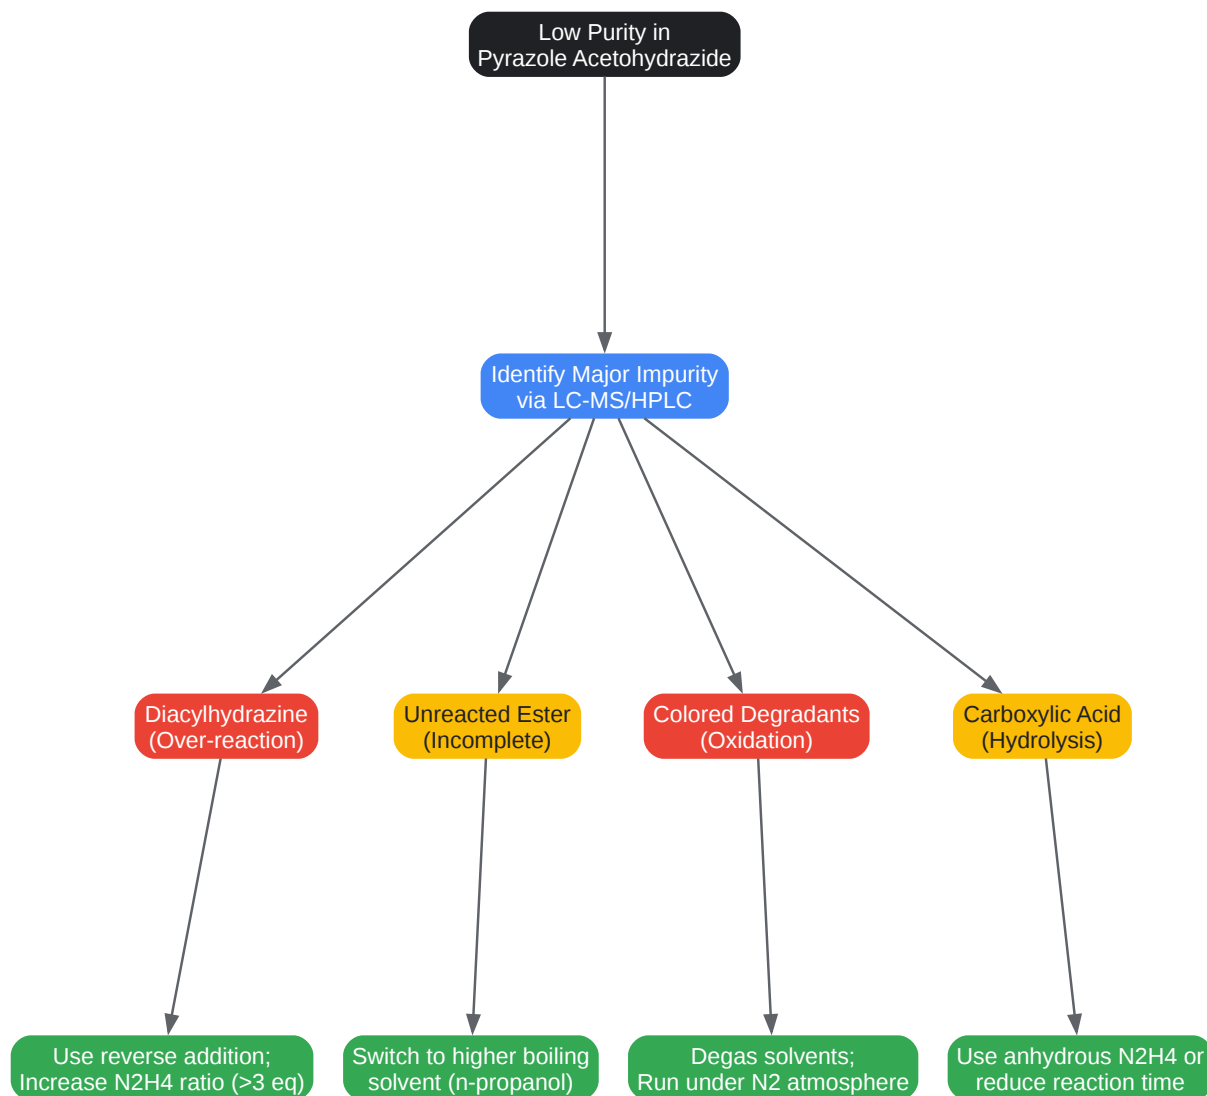 Low Purity in
Pyrazole Acetohydrazide
Identify Major Impurity
via LC-MS/HPLC
Diacylhydrazine
(Over-reaction)
Unreacted Ester
(Incomplete)
Colored Degradants
(Oxidation)
Carboxylic Acid
(Hydrolysis)
Use reverse addition;
Increase N2H4 ratio (>3 eq)
Switch to higher boiling
solvent (n-propanol)
Degas solvents;
Run under N2 atmosphere
Use anhydrous N2H4 or
reduce reaction time